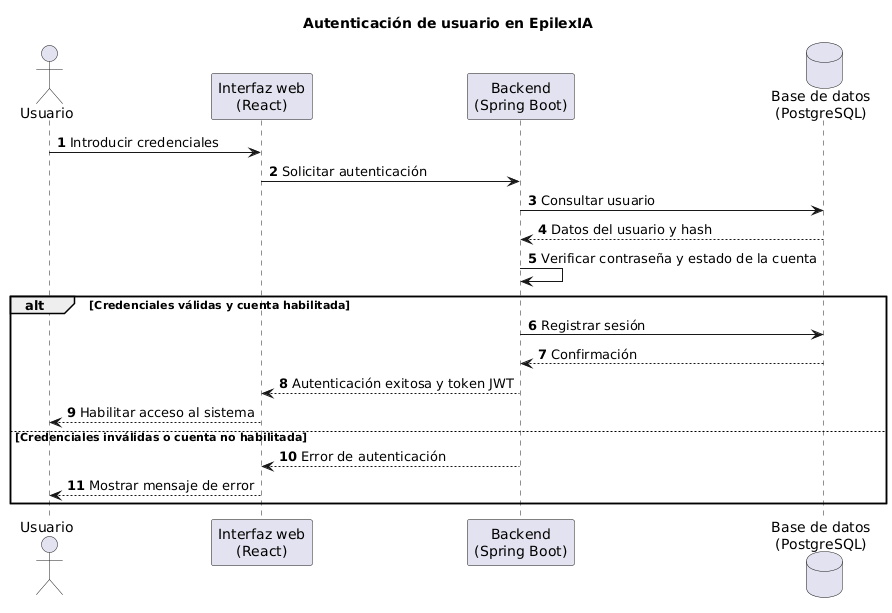 Autenticación de usuario en EpilexIA
Usuario
Interfaz web
(React)
Backend
(Spring Boot)
Base de datos
(PostgreSQL)
1 Introducir credenciales
2 Solicitar autenticación
3 Consultar usuario
4 Datos del usuario y hash
5 Verificar contraseña y estado de la cuenta
alt [Credenciales válidas y cuenta habilitada]
6 Registrar sesión
7 Confirmación
8 Autenticación exitosa y token JWT
9 Habilitar acceso al sistema
[Credenciales inválidas o cuenta no habilitada]
10 Error de autenticación
11 Mostrar mensaje de error
Usuario
Interfaz web
(React)
Backend
(Spring Boot)
Base de datos
(PostgreSQL)